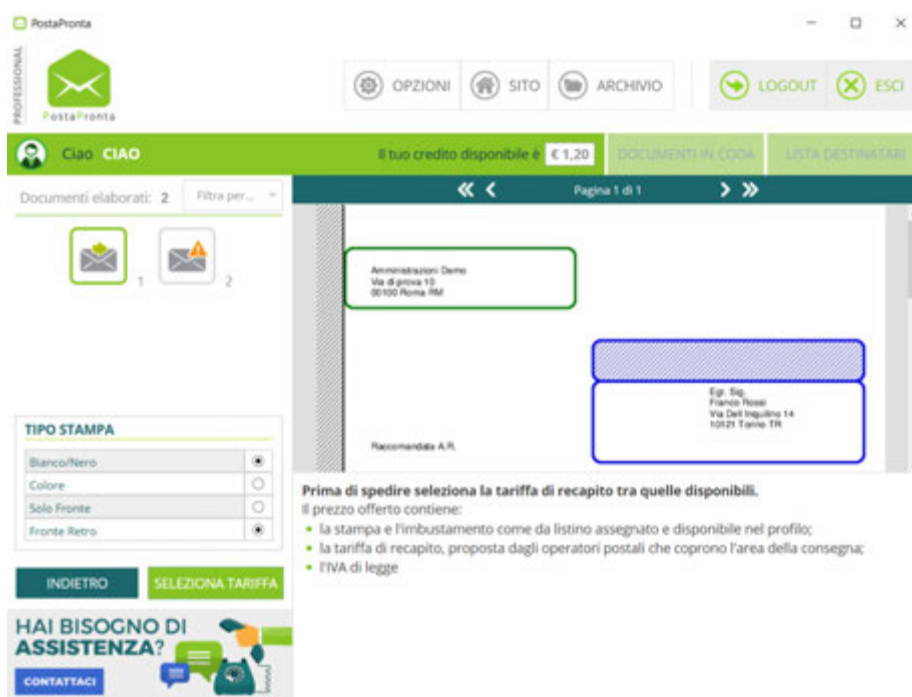 PostaPronta
PROFESSIONAL
PostaPronta
OPZIONI
SITO
ARCHIVIO
LOGOUT
ESCI
Ciao CIAO
Il tuo credito disponibile è € 1,20
DOCUMENTI IN CODA
LISTA DESTINATARI
Documenti elaborati: 2
Filtra per...
Pagina 1 di 1
1
2
Amministrazioni Demo
Via di prova 10
00100 Roma RM
Egr. Sig.
Franco Rossi
Via Dell Inquilino 14
10121 Torino TR
Raccomandata A.R.
TIPO STAMPA
Bianco/Nero
Colore
Solo Fronte
Fronte Retro
INDIETRO
SELEZIONA TARIFFA
Prima di spedire seleziona la tariffa di recapito tra quelle disponibili.
Il prezzo offerto contiene:
• la stampa e l'imbustamento come da listino assegnato e disponibile nel profilo;
• la tariffa di recapito, proposta dagli operatori postali che coprono l'area della consegna;
• l'IVA di legge
HAI BISOGNO DI
ASSISTENZA?
CONTATTACI